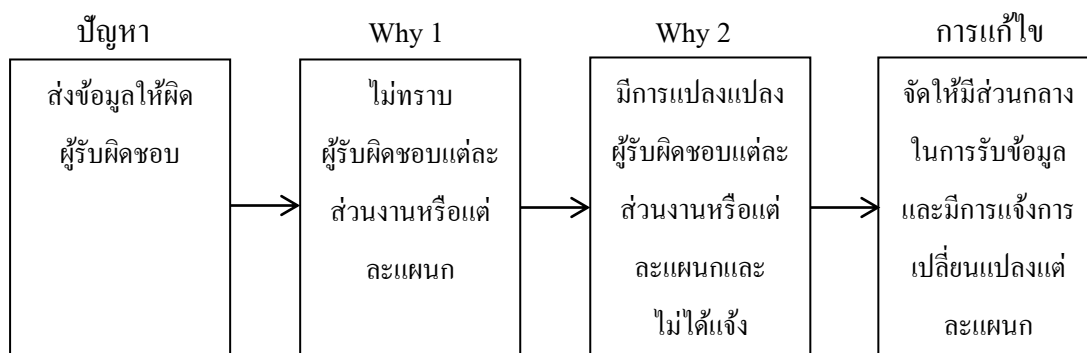 ปัญหา
ส่งข้อมูลให้ผิด
ผู้รับผิดชอบ
Why 1
ไม่ทราบ
ผู้รับผิดชอบแต่ละ
ส่วนงานหรือแต่
ละแผนก
Why 2
มีการแปลงแปลง
ผู้รับผิดชอบแต่ละ
ส่วนงานหรือแต่
ละแผนกและ
ไม่ได้แจ้ง
การแก้ไข
จัดให้มีส่วนกลาง
ในการรับข้อมูล
และมีการแจ้งการ
เปลี่ยนแปลงแต่
ละแผนก